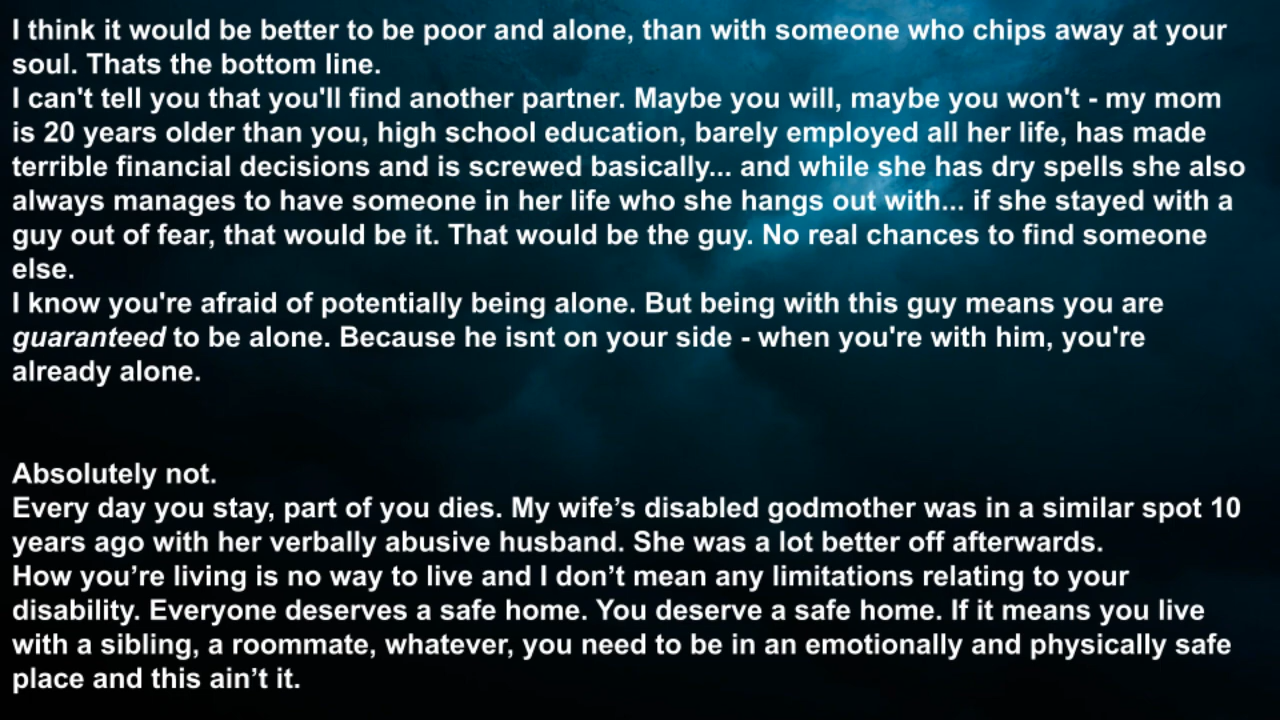 I think it would be better to be poor and alone, than with someone who chips away at your
soul. Thats the bottom line.
I can't tell you that you'll find another partner. Maybe you will, maybe you won't - my mom
is 20 years older than you, high school education, barely employed all her life, has made
terrible financial decisions and is screwed basically... and while she has dry spells she also
always manages to have someone in her life who she hangs out with... if she stayed with a
guy out of fear, that would be it. That would be the guy. No real chances to find someone
else.
I know you're afraid of potentially being alone. But being with this guy means you are
guaranteed to be alone. Because he isnt on your side - when you're with him, you're
already alone.
Absolutely not.
Every day you stay, part of you dies. My wife’s disabled godmother was in a similar spot 10
years ago with her verbally abusive husband. She was a lot better off afterwards.
How you’re living is no way to live and I don’t mean any limitations relating to your
disability. Everyone deserves a safe home. You deserve a safe home. If it means you live
with a sibling, a roommate, whatever, you need to be in an emotionally and physically safe
place and this ain’t it.